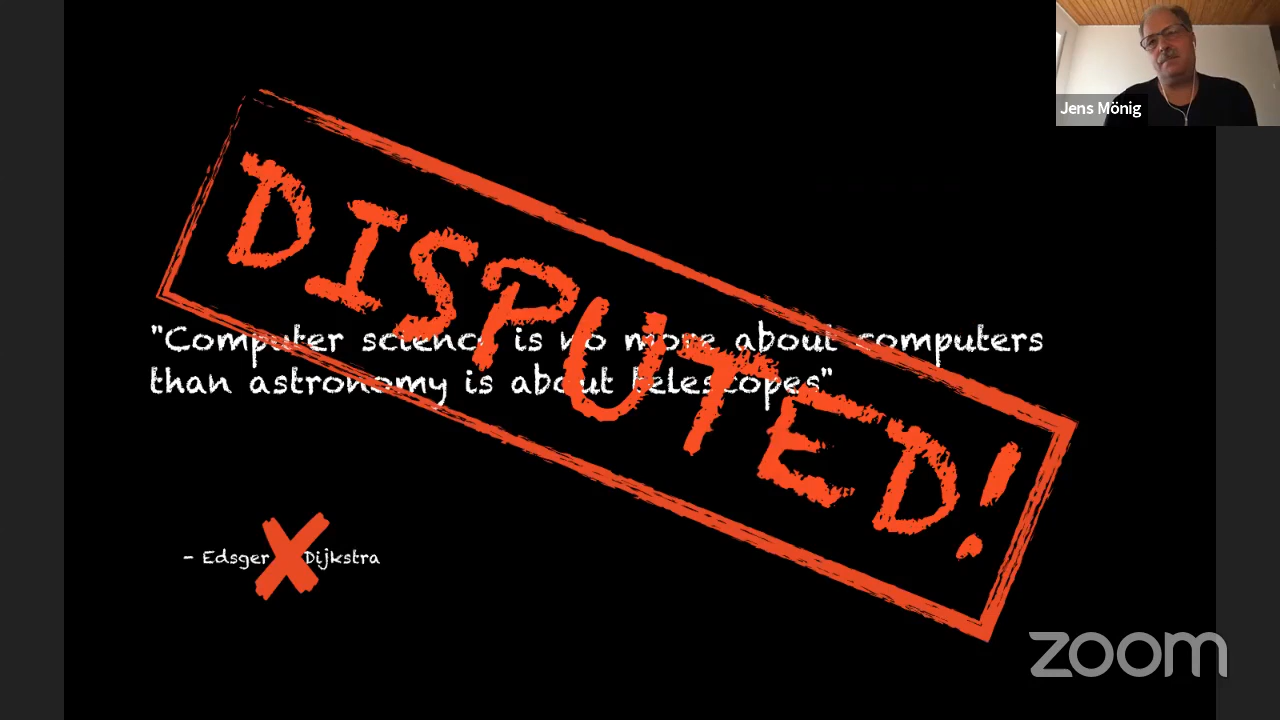 Jens Mönig
DISPUTED!
"Computer science is no more about computers
than astronomy is about telescopes"
- Edsger Dijkstra
zoom